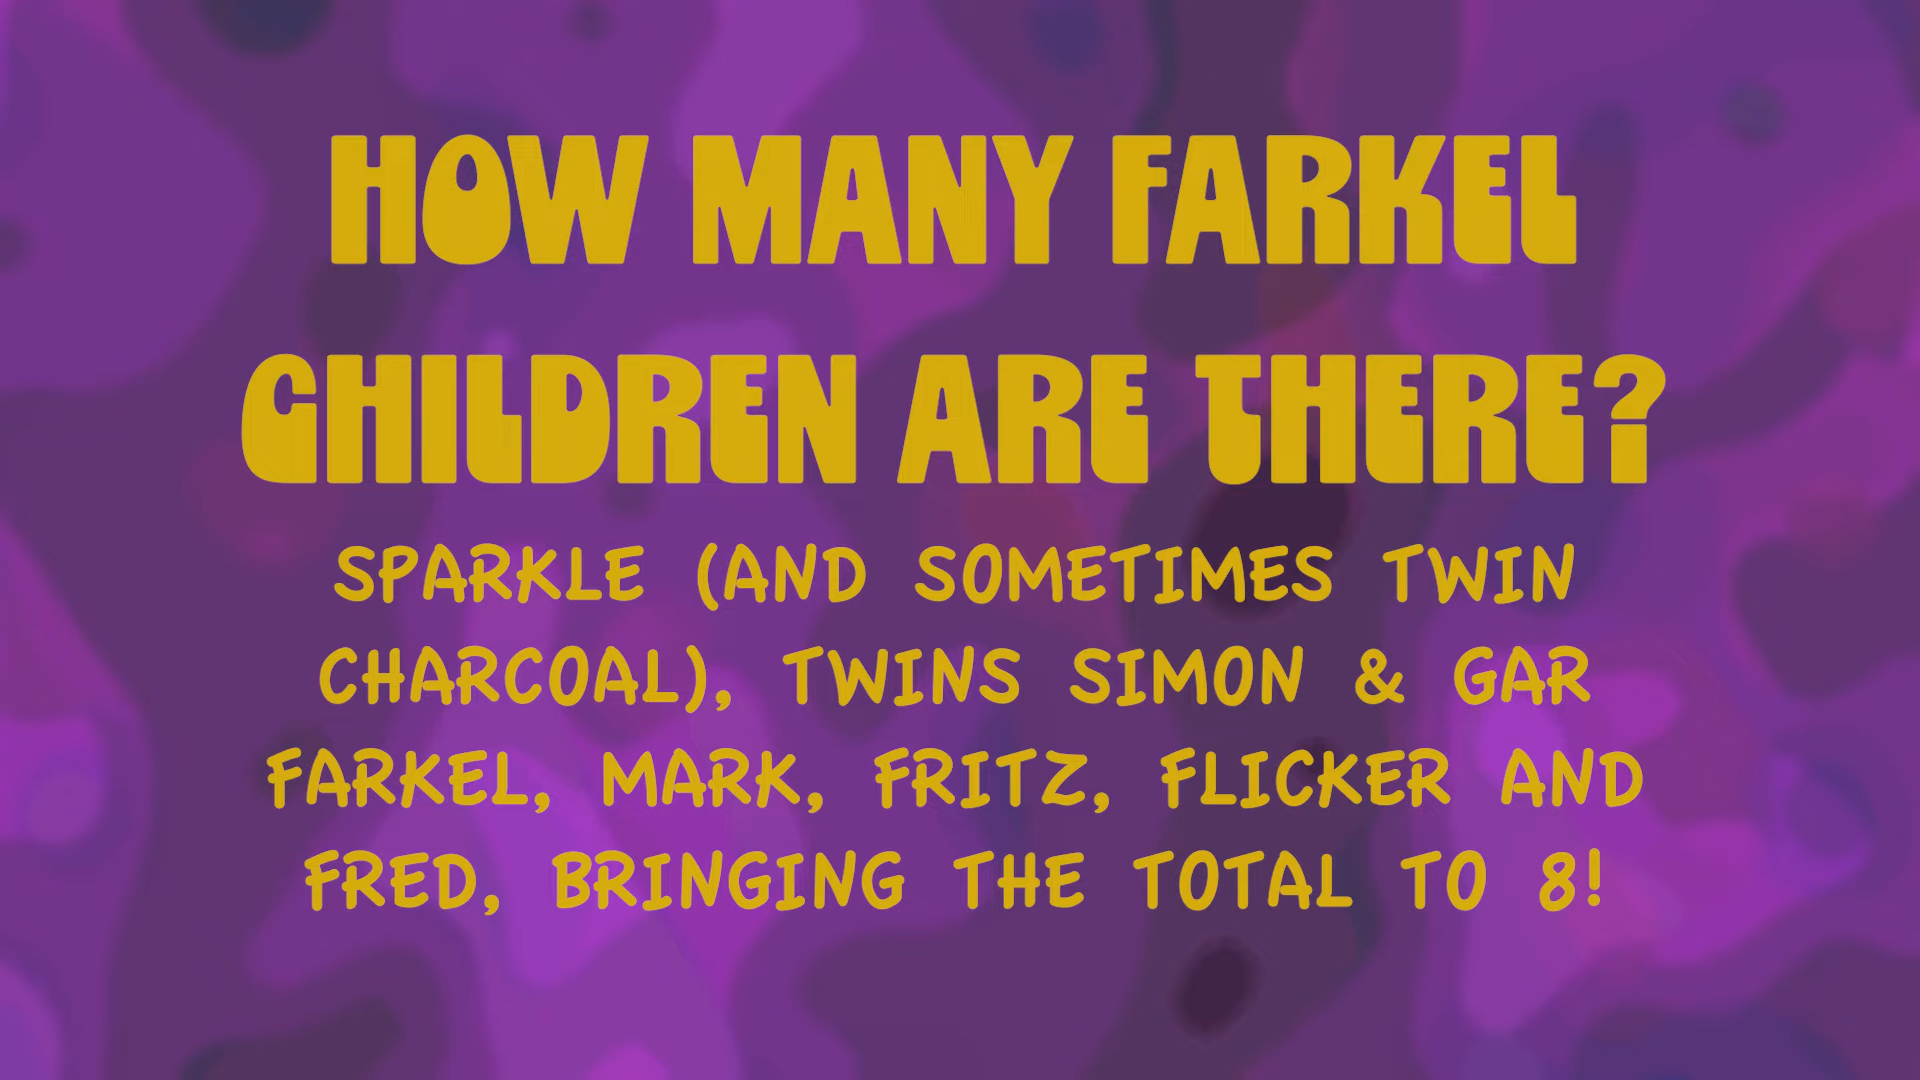 HOW MANY FARKEL
CHILDREN ARE THERE?
SPARKLE (AND SOMETIMES TWIN
CHARCOAL), TWINS SIMON & GAR
FARKEL, MARK, FRITZ, FLICKER AND
FRED, BRINGING THE TOTAL TO 8!